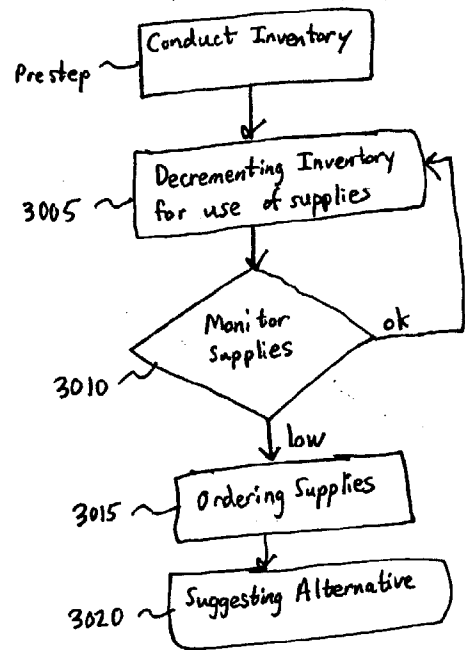 Conduct Inventory
Prestep
Decrementing Inventory
for use of supplies
3005
Monitor
Supplies
ok
3010
low
Ordering Supplies
3015
Suggesting Alternative
3020